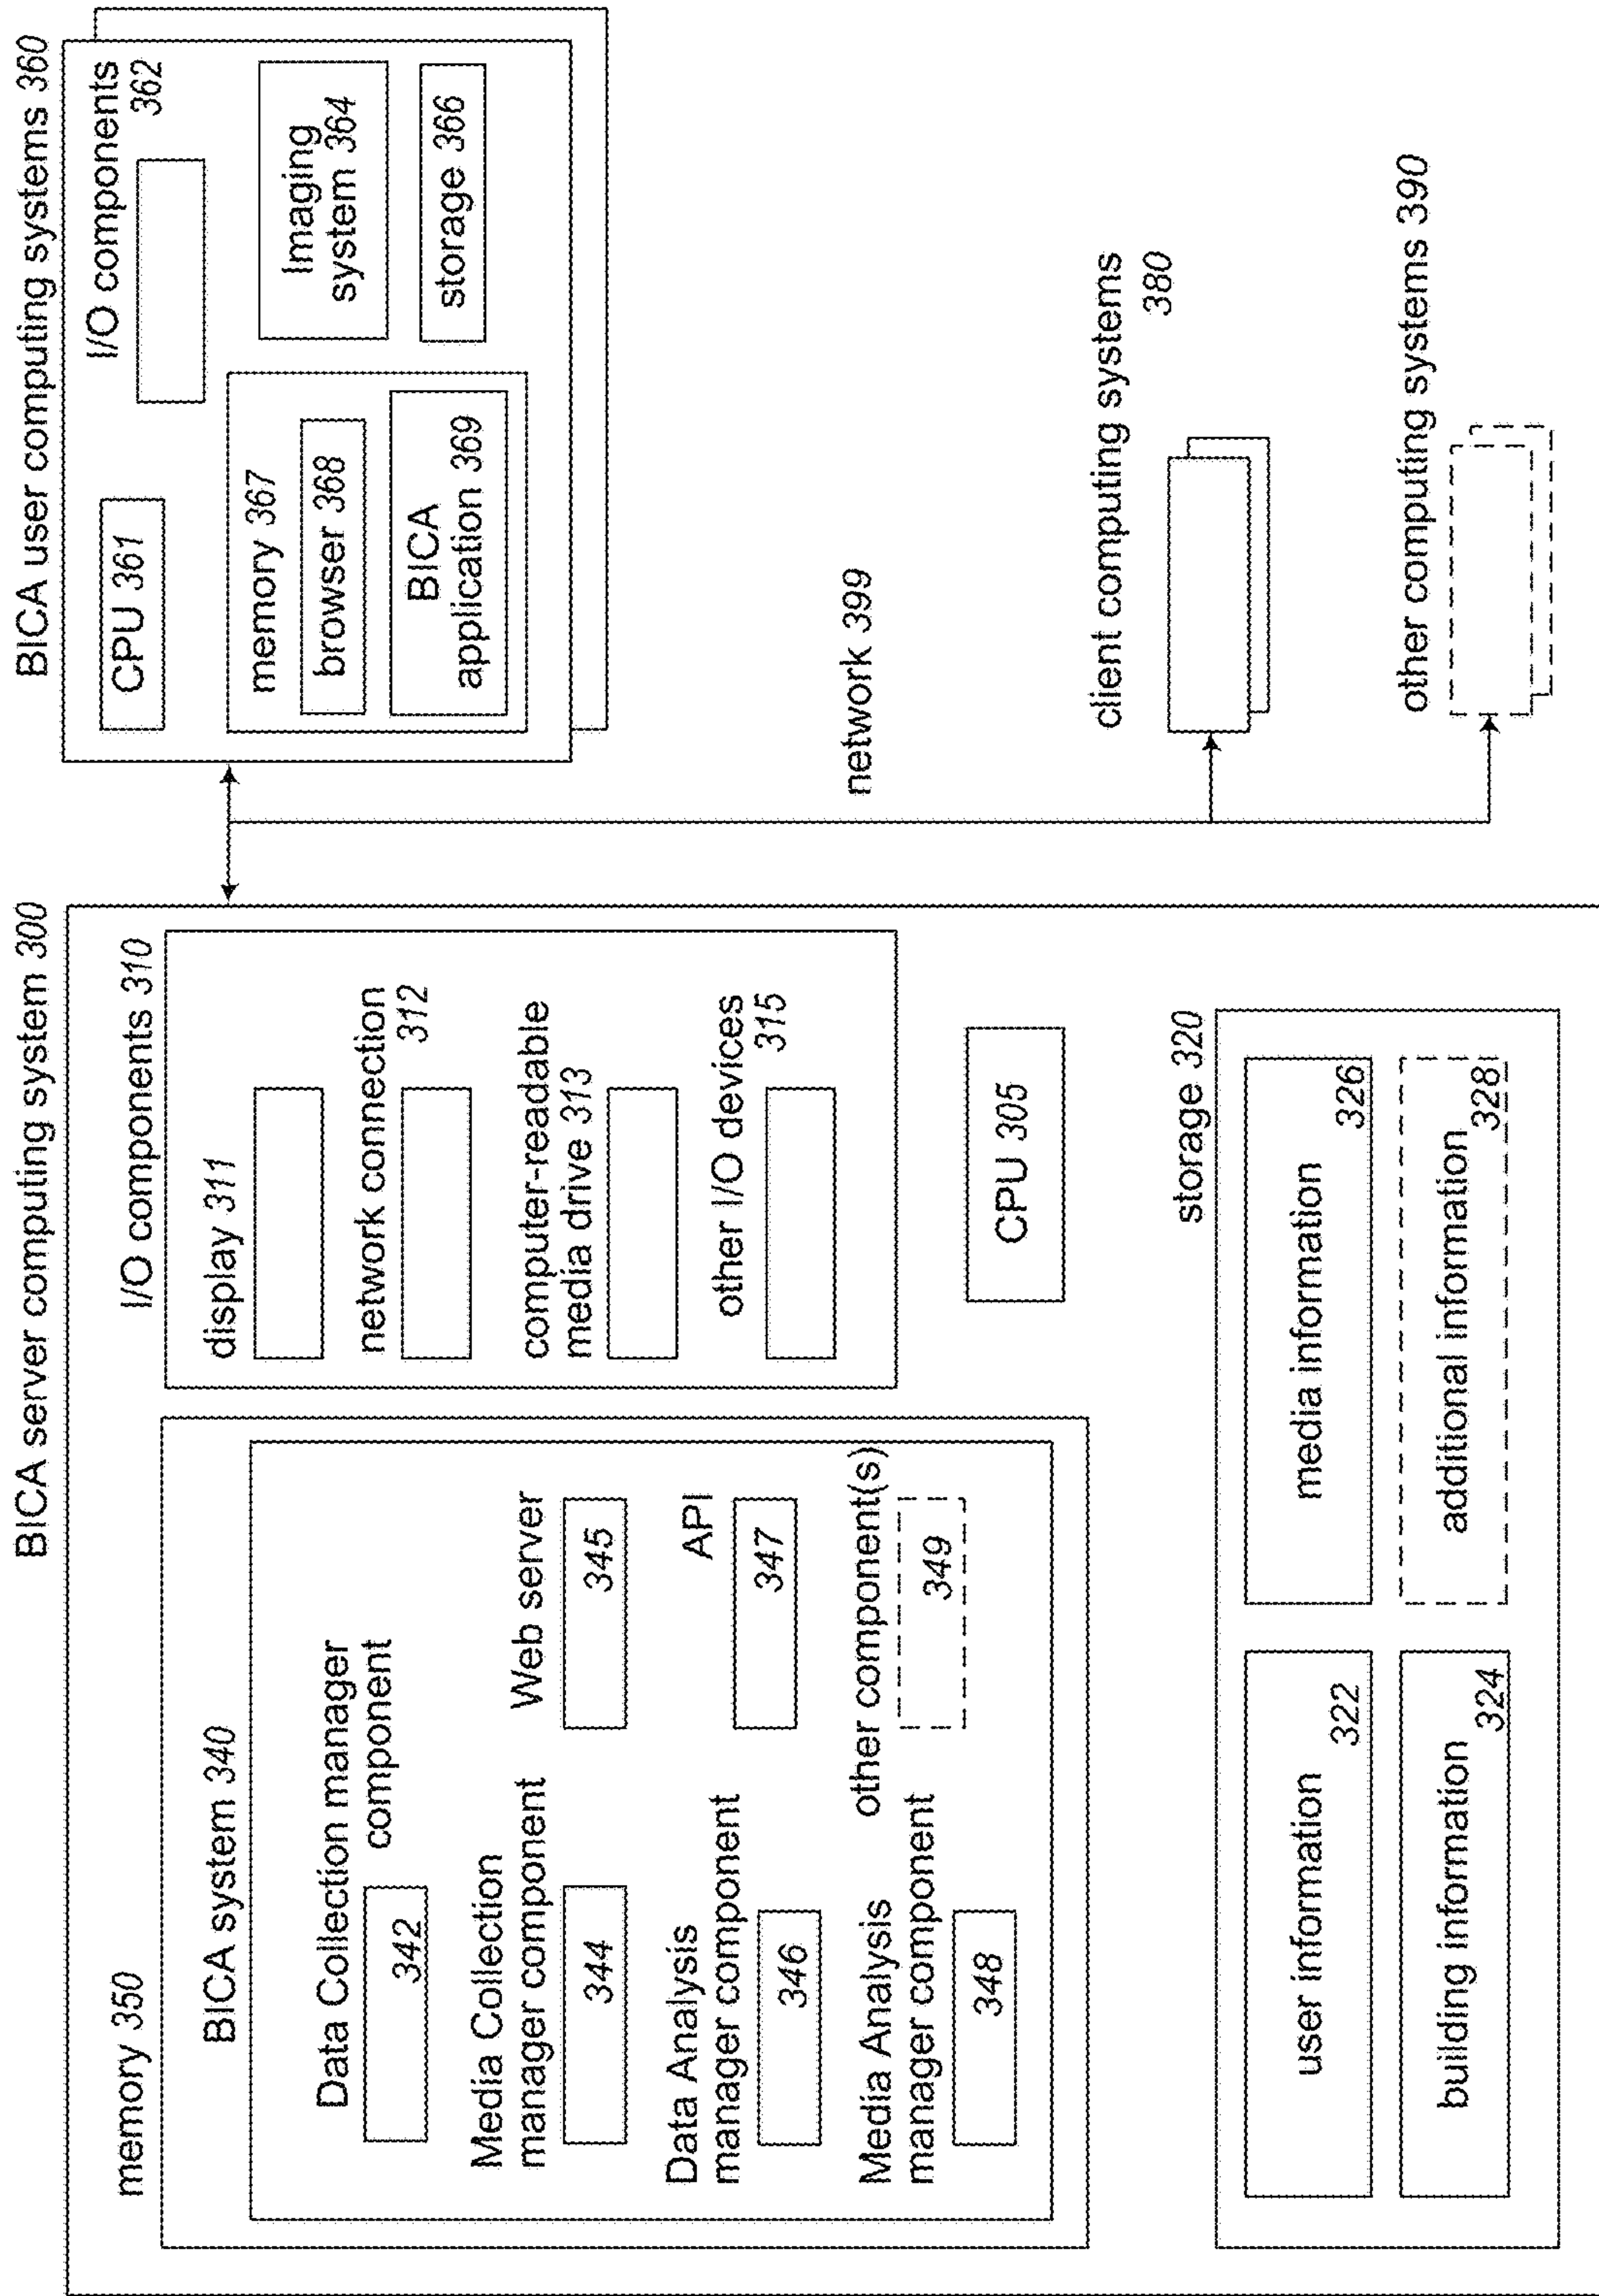 BICA server computing system 300
memory 350
BICA system 340
Data Collection manager
component
342
Media Collection
manager component
344
Web server
345
Data Analysis
manager component
346
API
347
Media Analysis
manager component
348
other component(s)
349
I/O components 310
display 311
network connection
312
computer-readable
media drive 313
other I/O devices
315
CPU 305
storage 320
user information
322
media information
326
building information
324
additional information
328
BICA user computing systems 360
CPU 361
I/O components
362
memory 367
browser 368
BICA
application 369
Imaging
system 364
storage 366
network 399
client computing systems
380
other computing systems 390